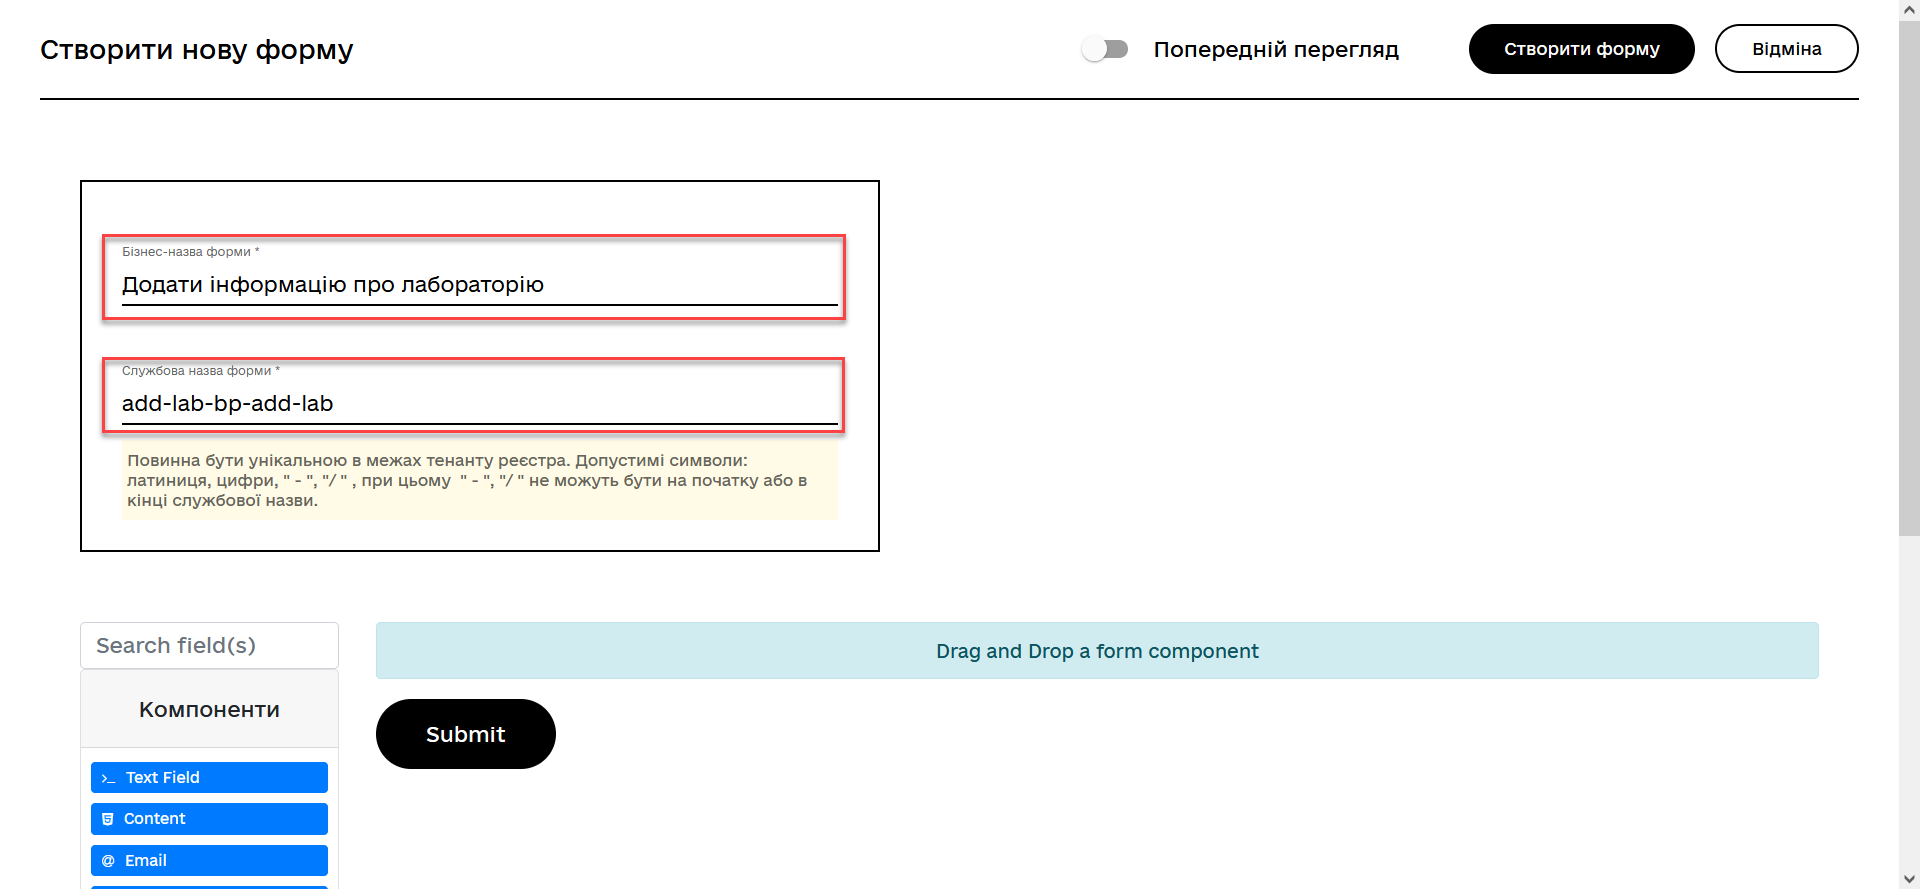 Створити нову форму
Попередній перегляд
Створити форму
Відміна
Бізнес-назва форми *
Додати інформацію про лабораторію
Службова назва форми *
add-lab-bp-add-lab
Повинна бути унікальною в межах тенанту реєстра. Допустимі символи:
латиниця, цифри, " - ", "/ " , при цьому  " - ", "/ " не можуть бути на початку або в
кінці службової назви.
Search field(s)
Drag and Drop a form component
Компоненти
Submit
>_ Text Field
Content
@ Email